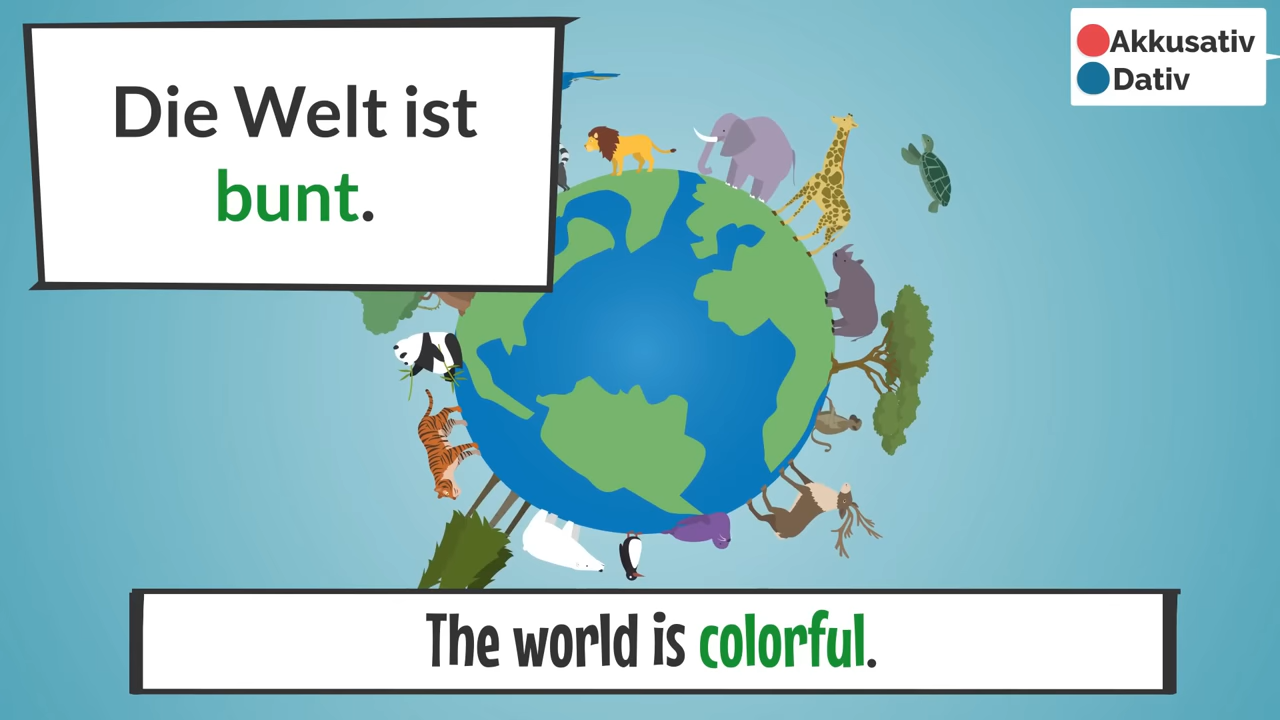 Die Welt ist
bunt.
Akkusativ
Dativ
The world is colorful.